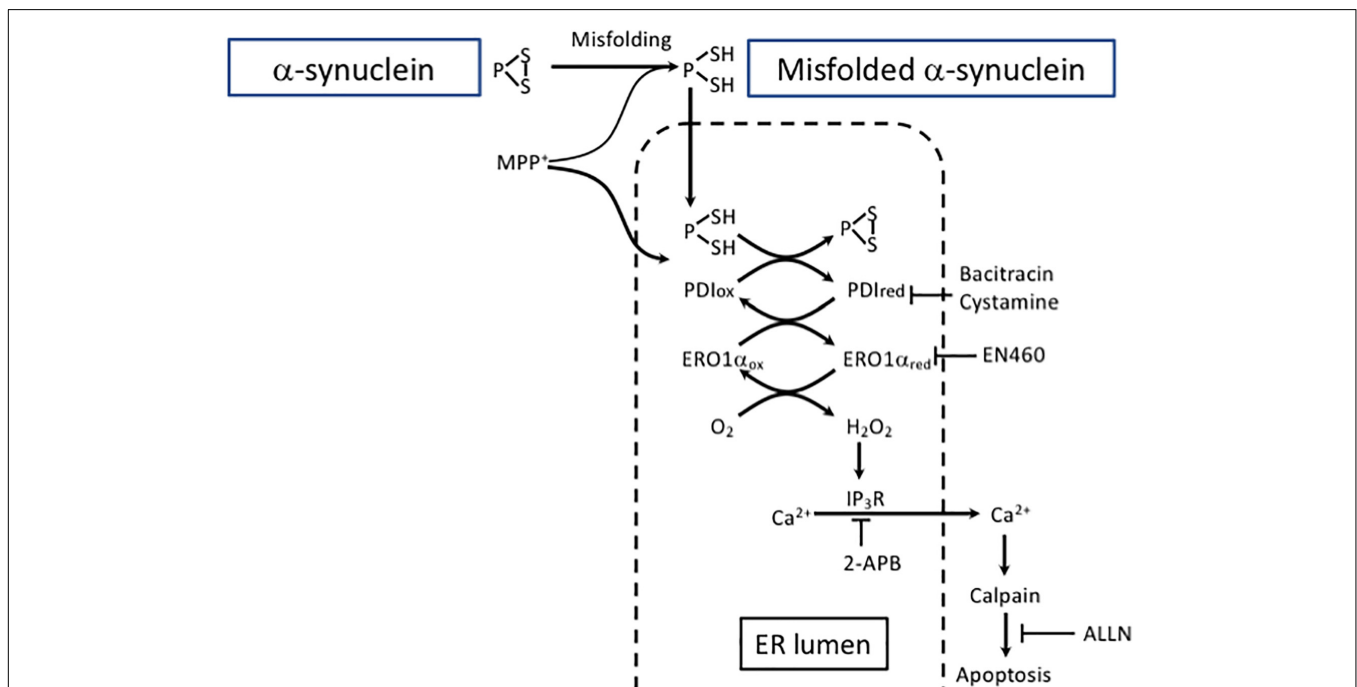 Misfolding
α-synuclein
P S S
P SH SH
Misfolded α-synuclein
MPP⁺
P SH SH
P S S
PDIox
PDIred
Bacitracin
Cystamine
ERO1αox
ERO1αred
EN460
O₂
H₂O₂
IP₃R
Ca²⁺
Ca²⁺
2-APB
Calpain
ER lumen
ALLN
Apoptosis